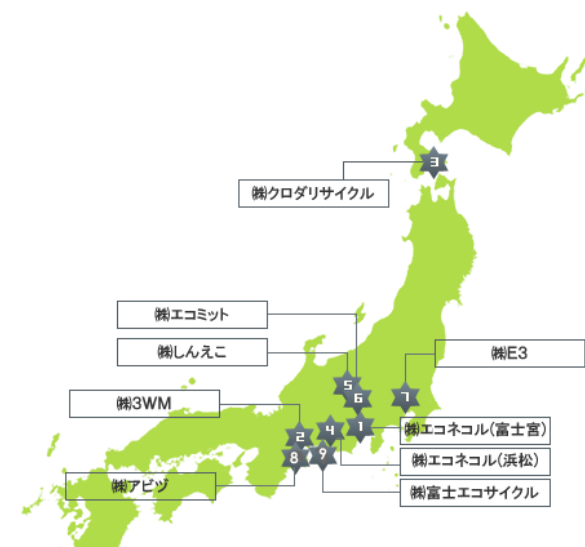 3
㈱クロダリサイクル
㈱エコミット
㈱しんえこ
㈱E3
5
6
7
㈱3WM
1
㈱エコネコル(富士宮)
2
4
㈱エコネコル(浜松)
8
9
㈱アビヅ
㈱富士エコサイクル